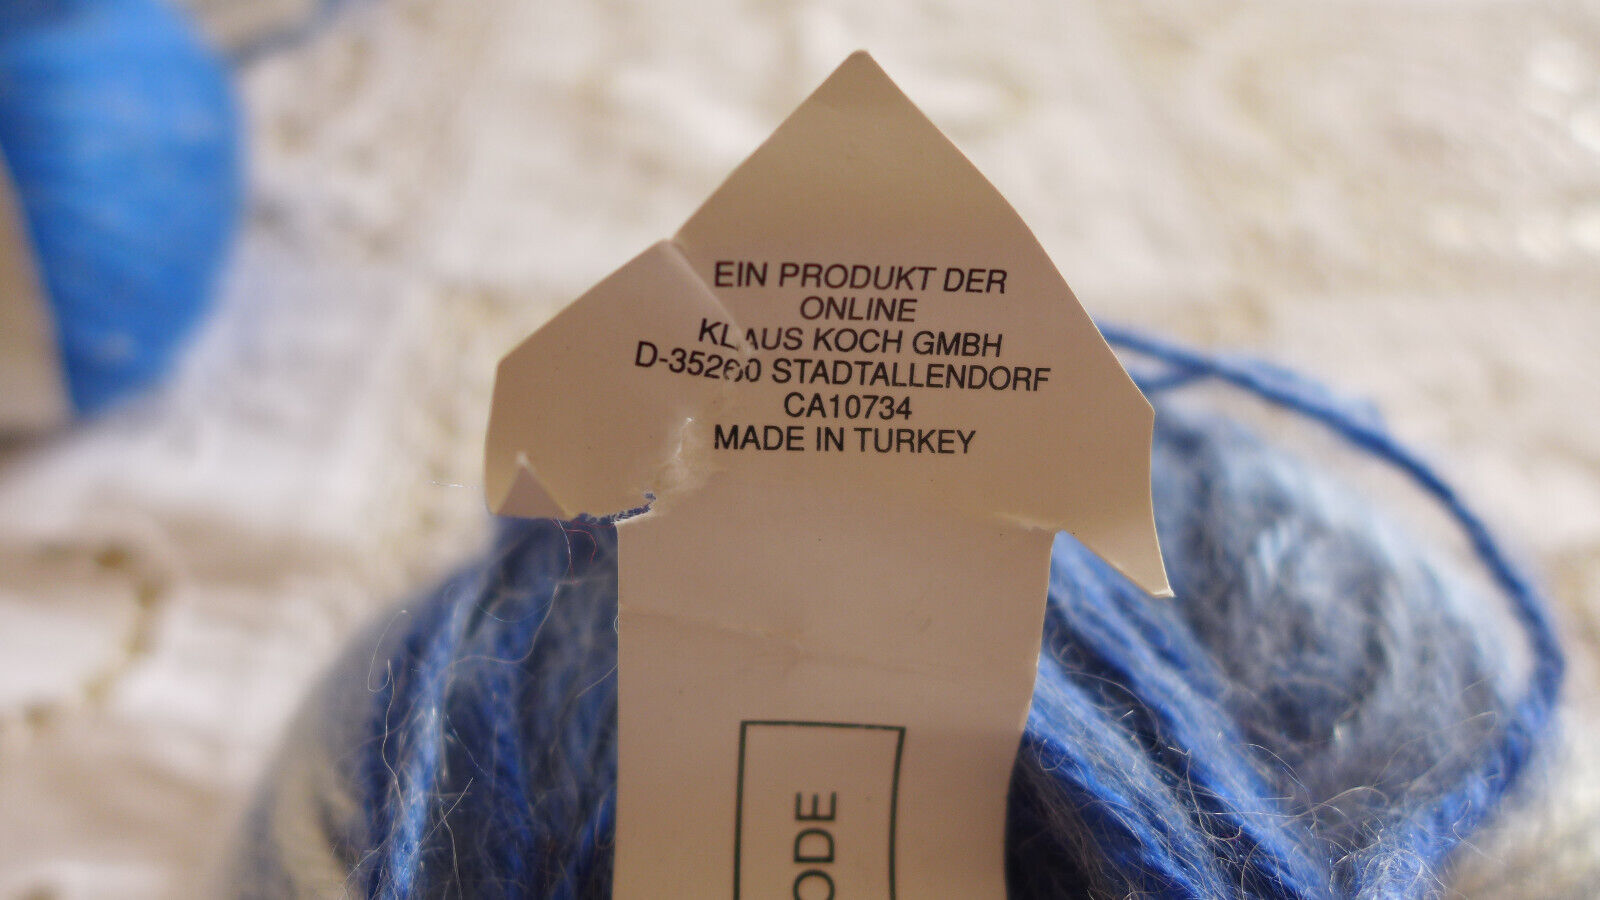 EIN PRODUKT DER
ONLINE
KLAUS KOCH GMBH
D-35260 STADTALLENDORF
CA10734
MADE IN TURKEY
ODE